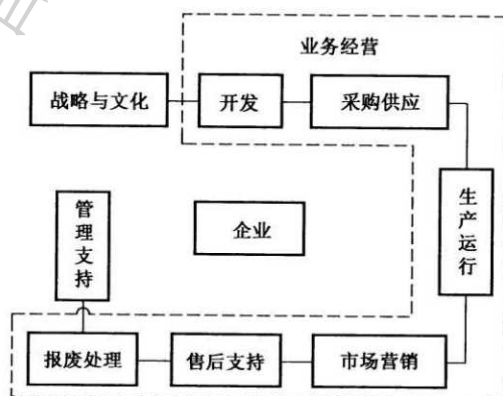 业务经营
战略与文化
开发
采购供应
生产运行
管理支持
企业
报废处理
售后支持
市场营销